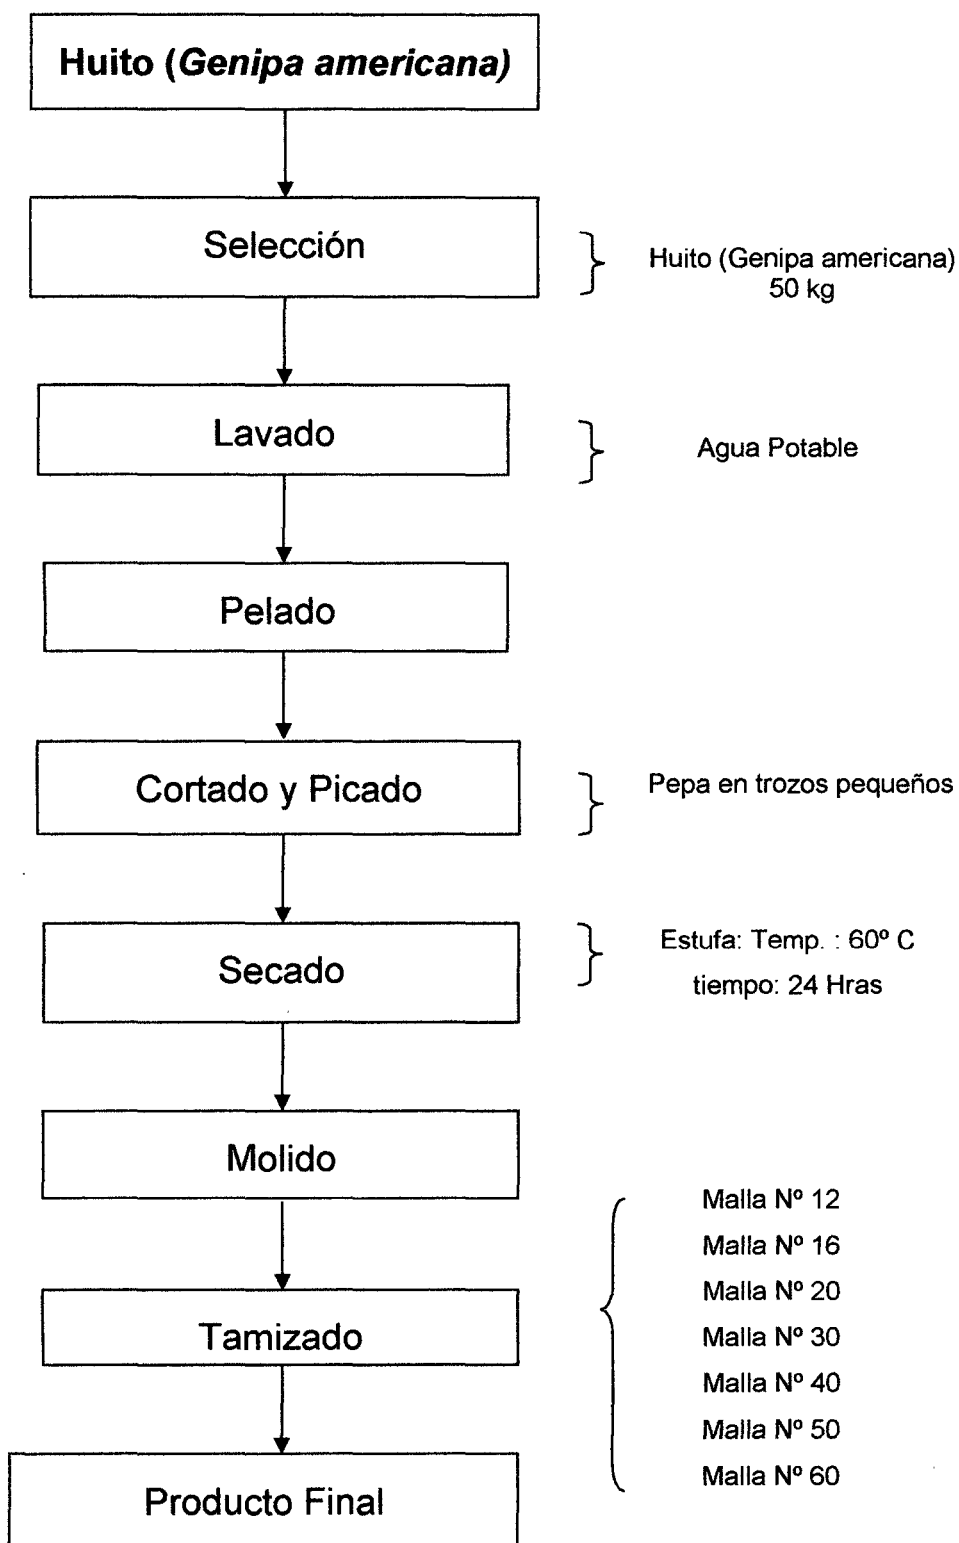 Huito (Genipa americana)
Selección
Huito (Genipa americana)
50 kg
Lavado
Agua Potable
Pelado
Cortado y Picado
Pepa en trozos pequeños
Secado
Estufa: Temp. : 60º C
tiempo: 24 Hras
Molido
Tamizado
Malla Nº 12
Malla Nº 16
Malla Nº 20
Malla Nº 30
Malla Nº 40
Malla Nº 50
Malla Nº 60
Producto Final